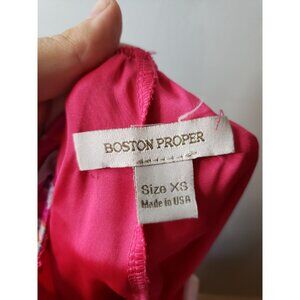 BOSTON PROPER
Size XS
Made in USA